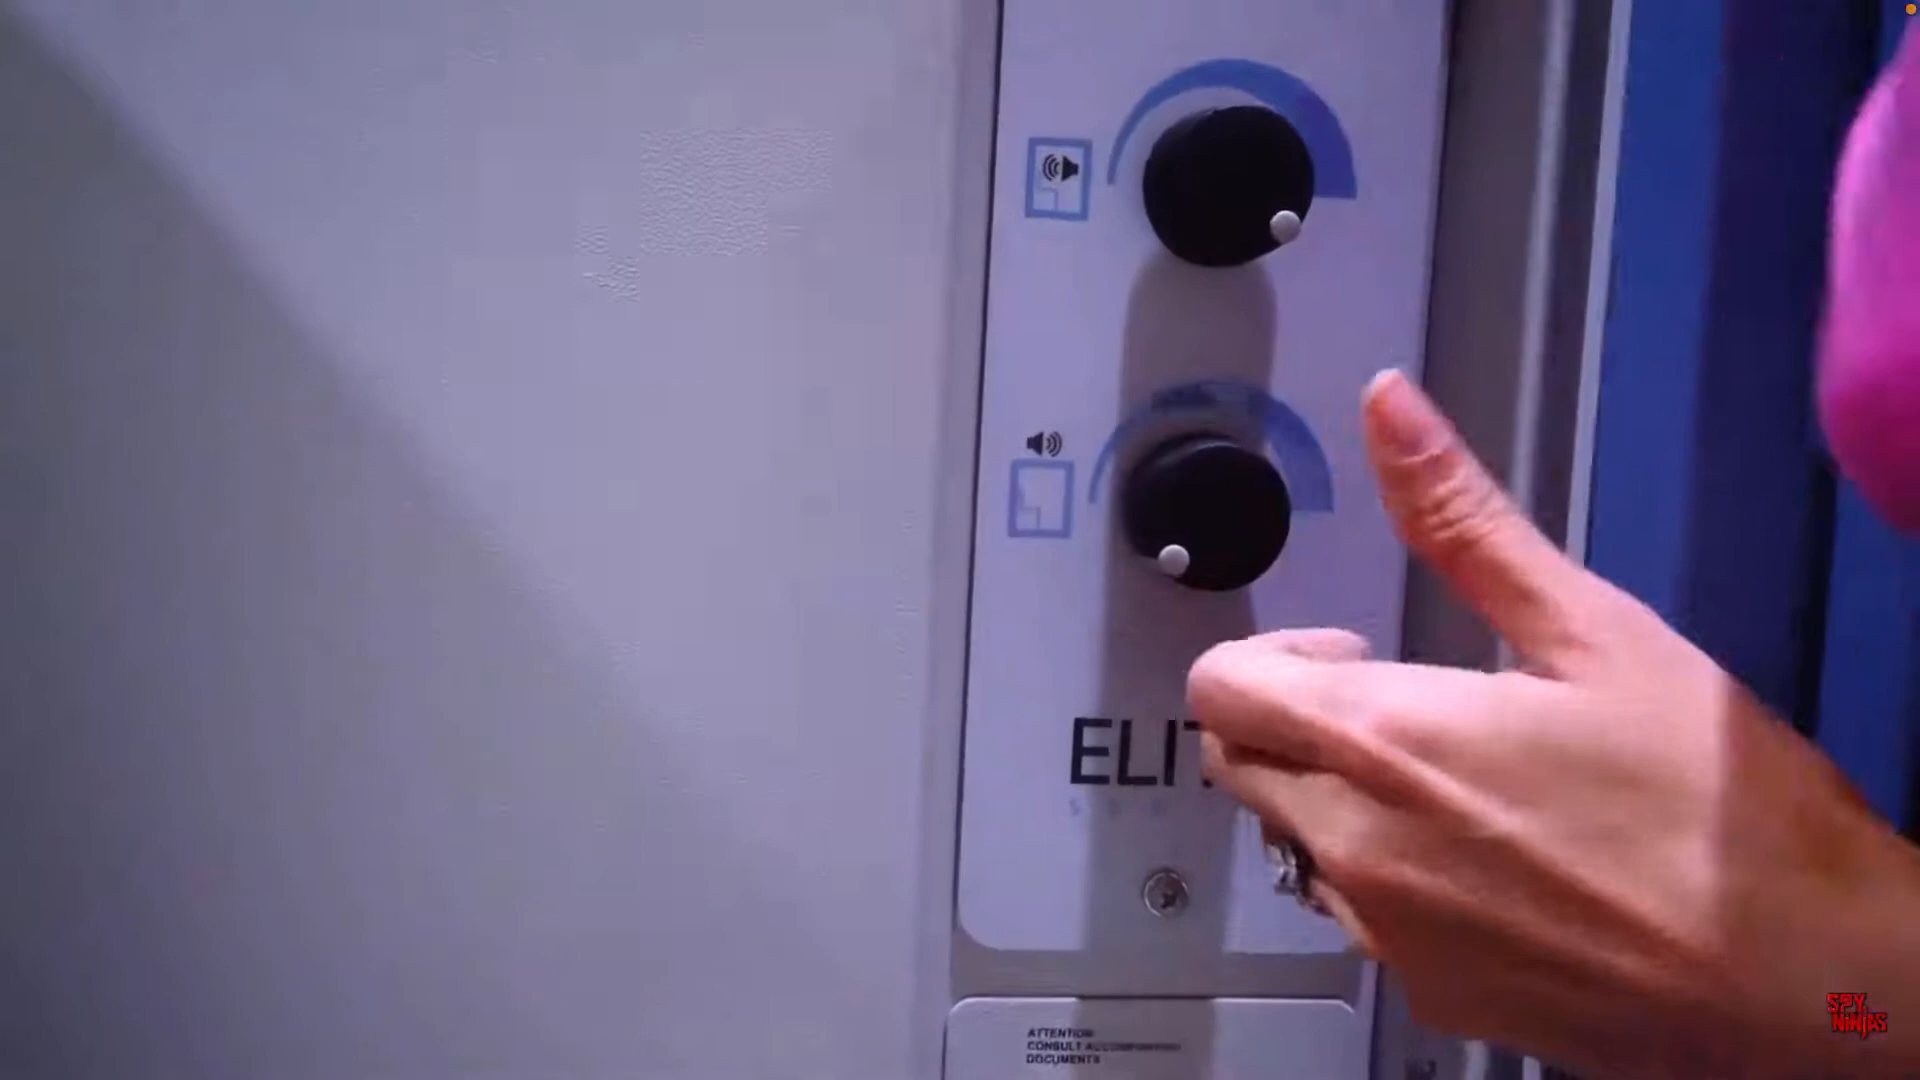 ELIT
ATTENTION
CONSULT ACCOMPANYING
DOCUMENTS
SPY
NINJAS